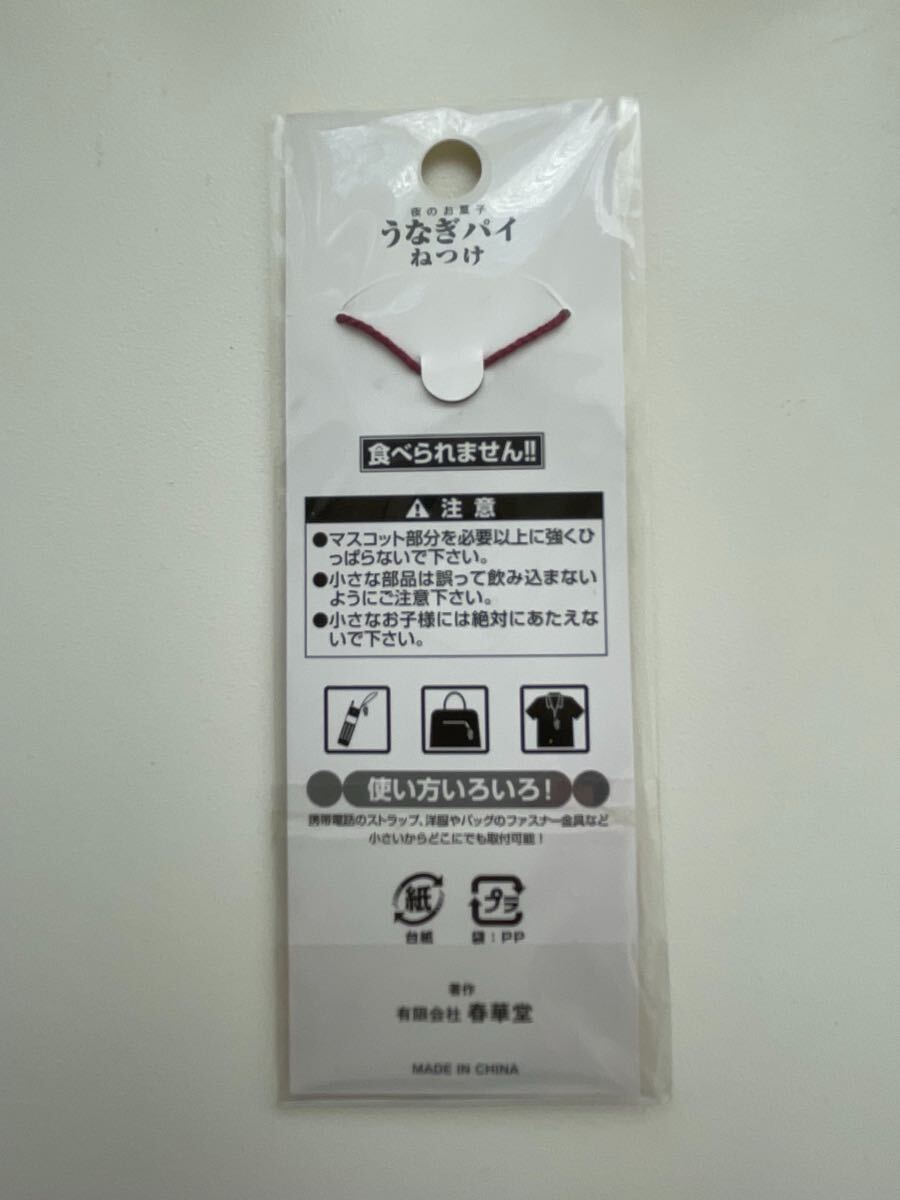 夜のお菓子
うなぎパイ
ねつけ
食べられません!!
注意
●マスコット部分を必要以上に強くひ
っぱらないで下さい。
●小さな部品は誤って飲み込まない
ようにご注意下さい。
●小さなお子様には絶対にあたえな
いで下さい。
使い方いろいろ!
携帯電話のストラップ、洋服やバッグのファスナー金具など
小さいからどこにでも取付可能!
紙
プラ
台紙
袋:PP
著作
有限会社 春華堂
MADE IN CHINA